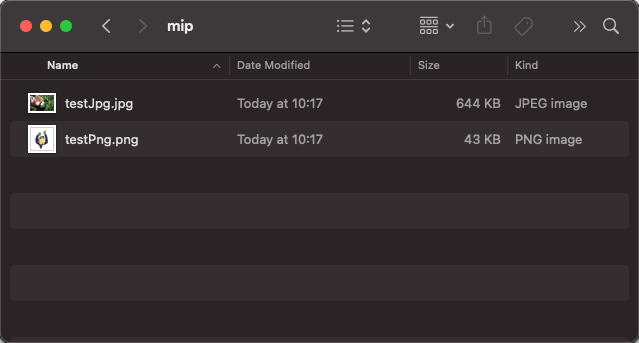 mip
Name Date Modified Size Kind
testJpg.jpg Today at 10:17 644 KB JPEG image
testPng.png Today at 10:17 43 KB PNG image